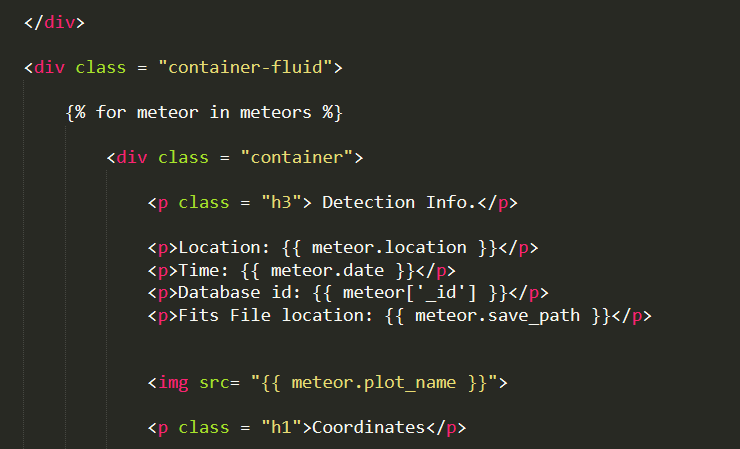 </div>
<div class = "container-fluid">
{% for meteor in meteors %}
<div class = "container">
<p class = "h3"> Detection Info.</p>
<p>Location: {{ meteor.location }}</p>
<p>Time: {{ meteor.date }}</p>
<p>Database id: {{ meteor['_id'] }}</p>
<p>Fits File location: {{ meteor.save_path }}</p>
<img src= "{{ meteor.plot_name }}">
<p class = "h1">Coordinates</p>